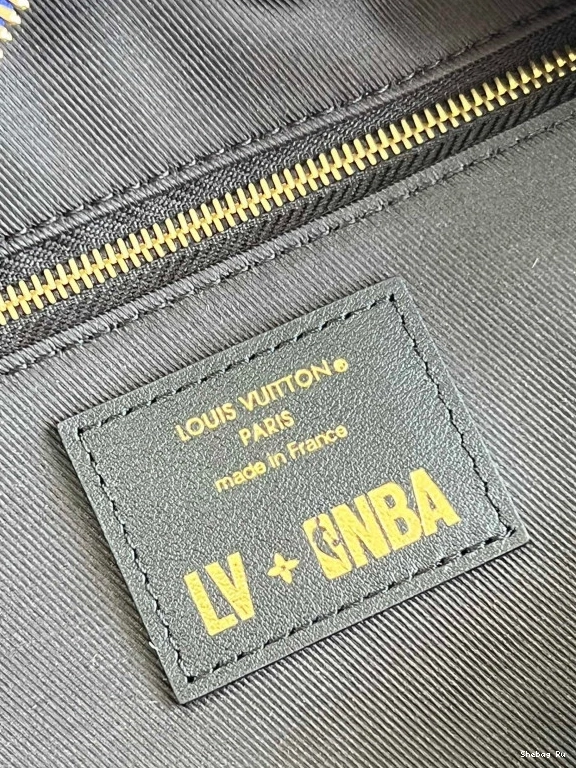 LOUIS VUITTON®
PARIS
made in France
LV + NBA
Shebag Ru